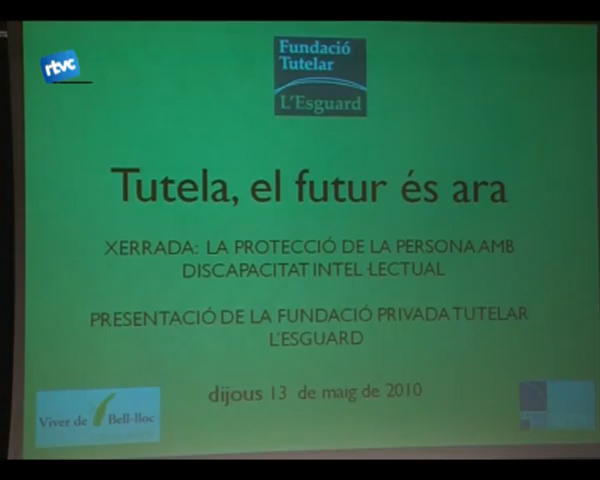 rtvc
Fundació
Tutelar
L'Esguard
Tutela, el futur és ara
XERRADA: LA PROTECCIÓ DE LA PERSONA AMB
DISCAPACITAT INTEL·LECTUAL
PRESENTACIÓ DE LA FUNDACIÓ PRIVADA TUTELAR
L'ESGUARD
dijous 13 de maig de 2010
Viver de Bell-lloc